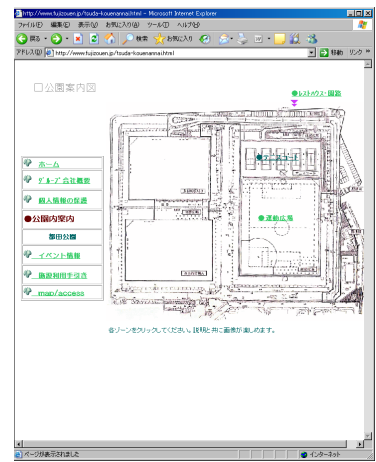 http://www.fujizouen.jp/tsuda-kouenannai.html - Microsoft Internet Explorer
ファイル(F) 編集(E) 表示(V) お気に入り(A) ツール(T) ヘルプ(H)
戻る 検索 お気に入り
アドレス(D) http://www.fujizouen.jp/tsuda-kouenannai.html 移動 リンク »
□公園案内図
●レストハウス・園路
●テニスコート
●運動広場
ホーム
グループ会社概要
個人情報の保護
●公園内案内
都田公園
イベント情報
施設利用手引き
map/access
各ゾーンをクリックしてください。説明と共に画像が楽しめます。
ページが表示されました インターネット